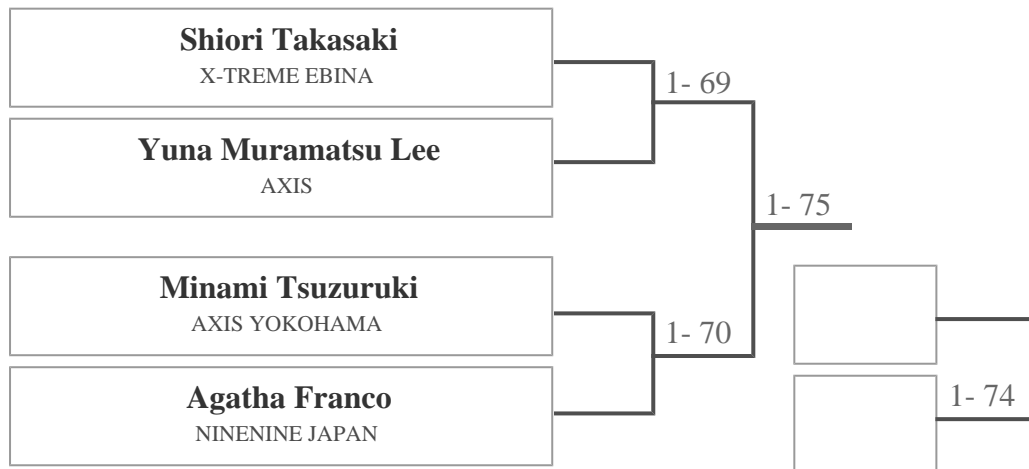 Shiori Takasaki
X-TREME EBINA
1- 69
Yuna Muramatsu Lee
AXIS
1- 75
Minami Tsuzuruki
AXIS YOKOHAMA
1- 70
Agatha Franco
NINENINE JAPAN
1- 74